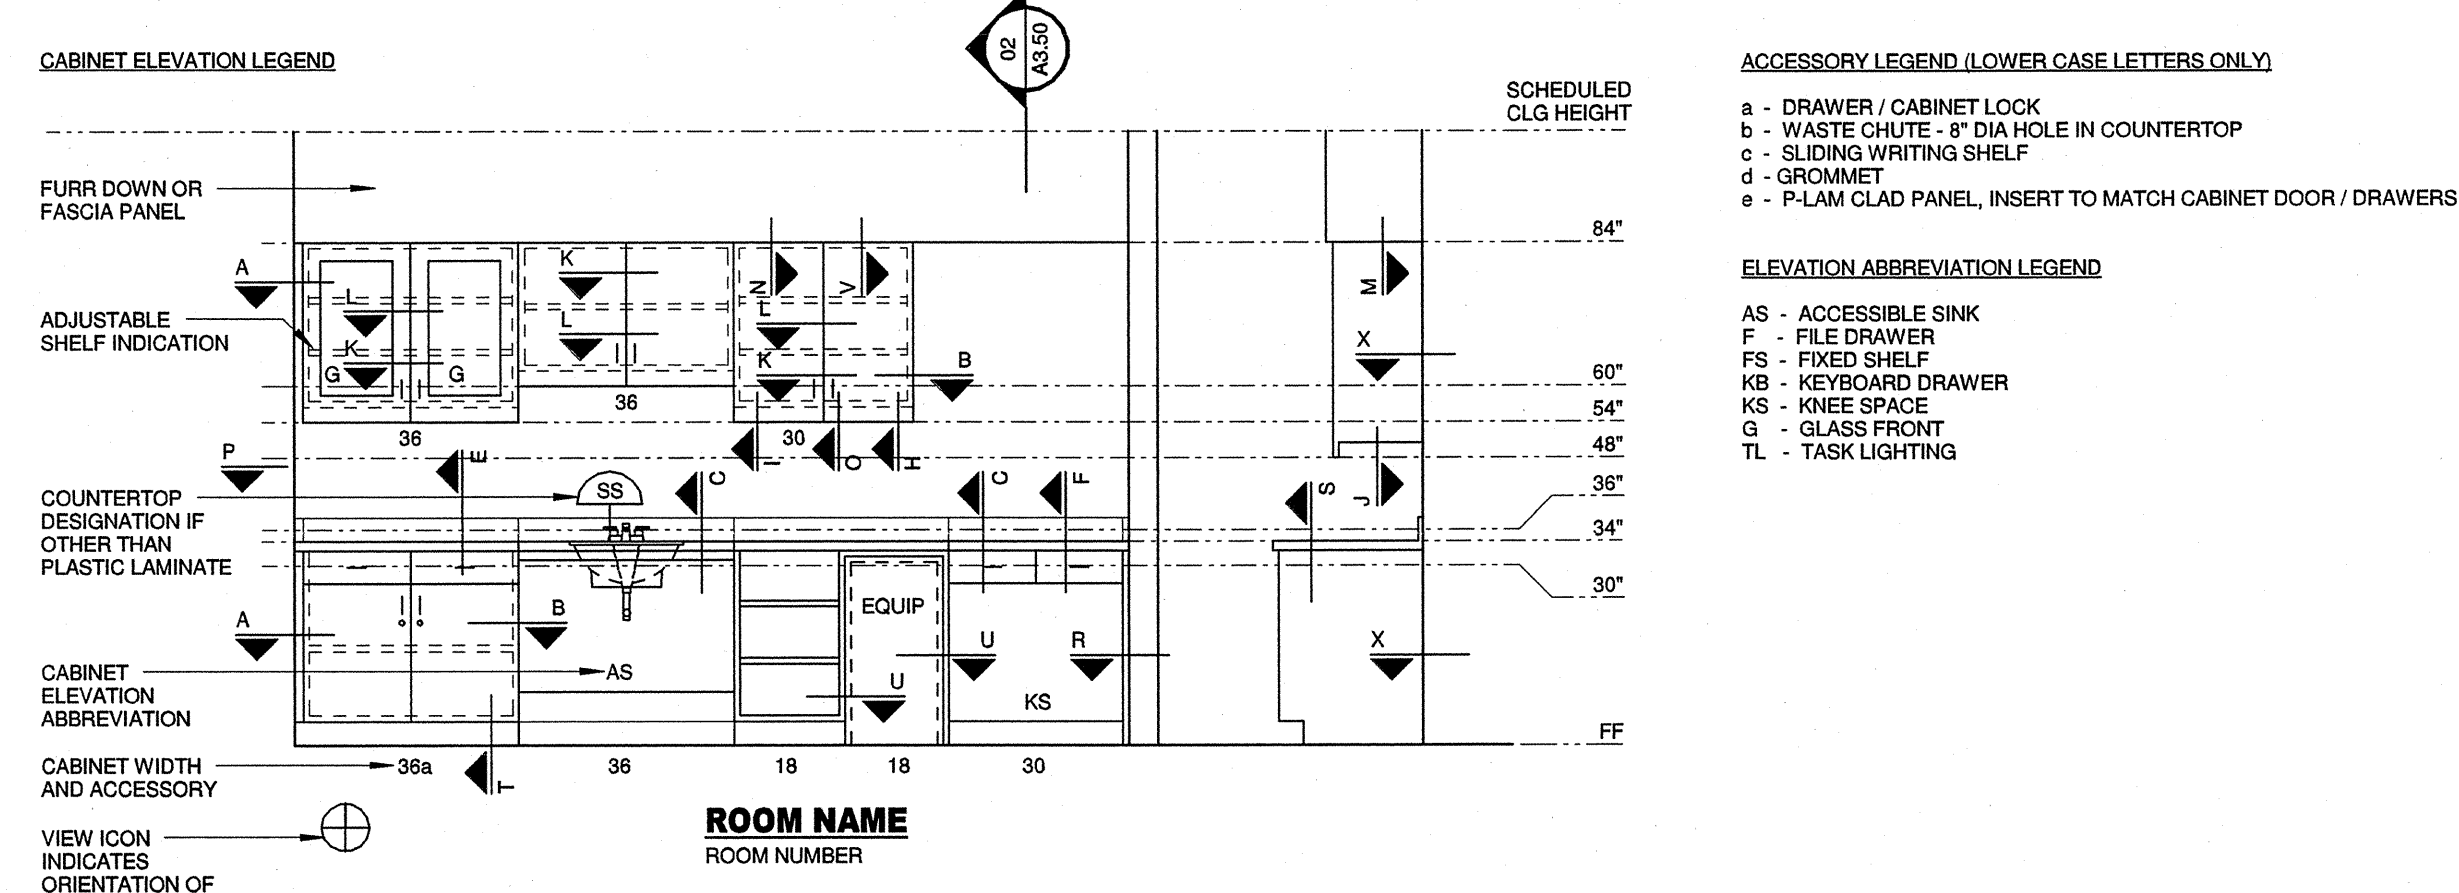 CABINET ELEVATION LEGEND
02
A3.50
SCHEDULED
CLG HEIGHT
FURR DOWN OR
FASCIA PANEL
84"
A
K
N
V
M
L
ADJUSTABLE
SHELF INDICATION
L
L
K
K
X
B
G
G
60"
36
54"
36
30
48"
P
E
I
O
H
C
C
F
S
J
36"
COUNTERTOP
DESIGNATION IF
OTHER THAN
PLASTIC LAMINATE
SS
34"
30"
EQUIP
A
B
U
R
X
CABINET
ELEVATION
ABBREVIATION
AS
U
KS
FF
CABINET WIDTH
AND ACCESSORY
36a
T
36
18
18
30
ROOM NAME
ROOM NUMBER
VIEW ICON
INDICATES
ORIENTATION OF
ACCESSORY LEGEND (LOWER CASE LETTERS ONLY)
a - DRAWER / CABINET LOCK
b - WASTE CHUTE - 8" DIA HOLE IN COUNTERTOP
c - SLIDING WRITING SHELF
d - GROMMET
e - P-LAM CLAD PANEL, INSERT TO MATCH CABINET DOOR / DRAWERS
ELEVATION ABBREVIATION LEGEND
AS - ACCESSIBLE SINK
F - FILE DRAWER
FS - FIXED SHELF
KB - KEYBOARD DRAWER
KS - KNEE SPACE
G - GLASS FRONT
TL - TASK LIGHTING